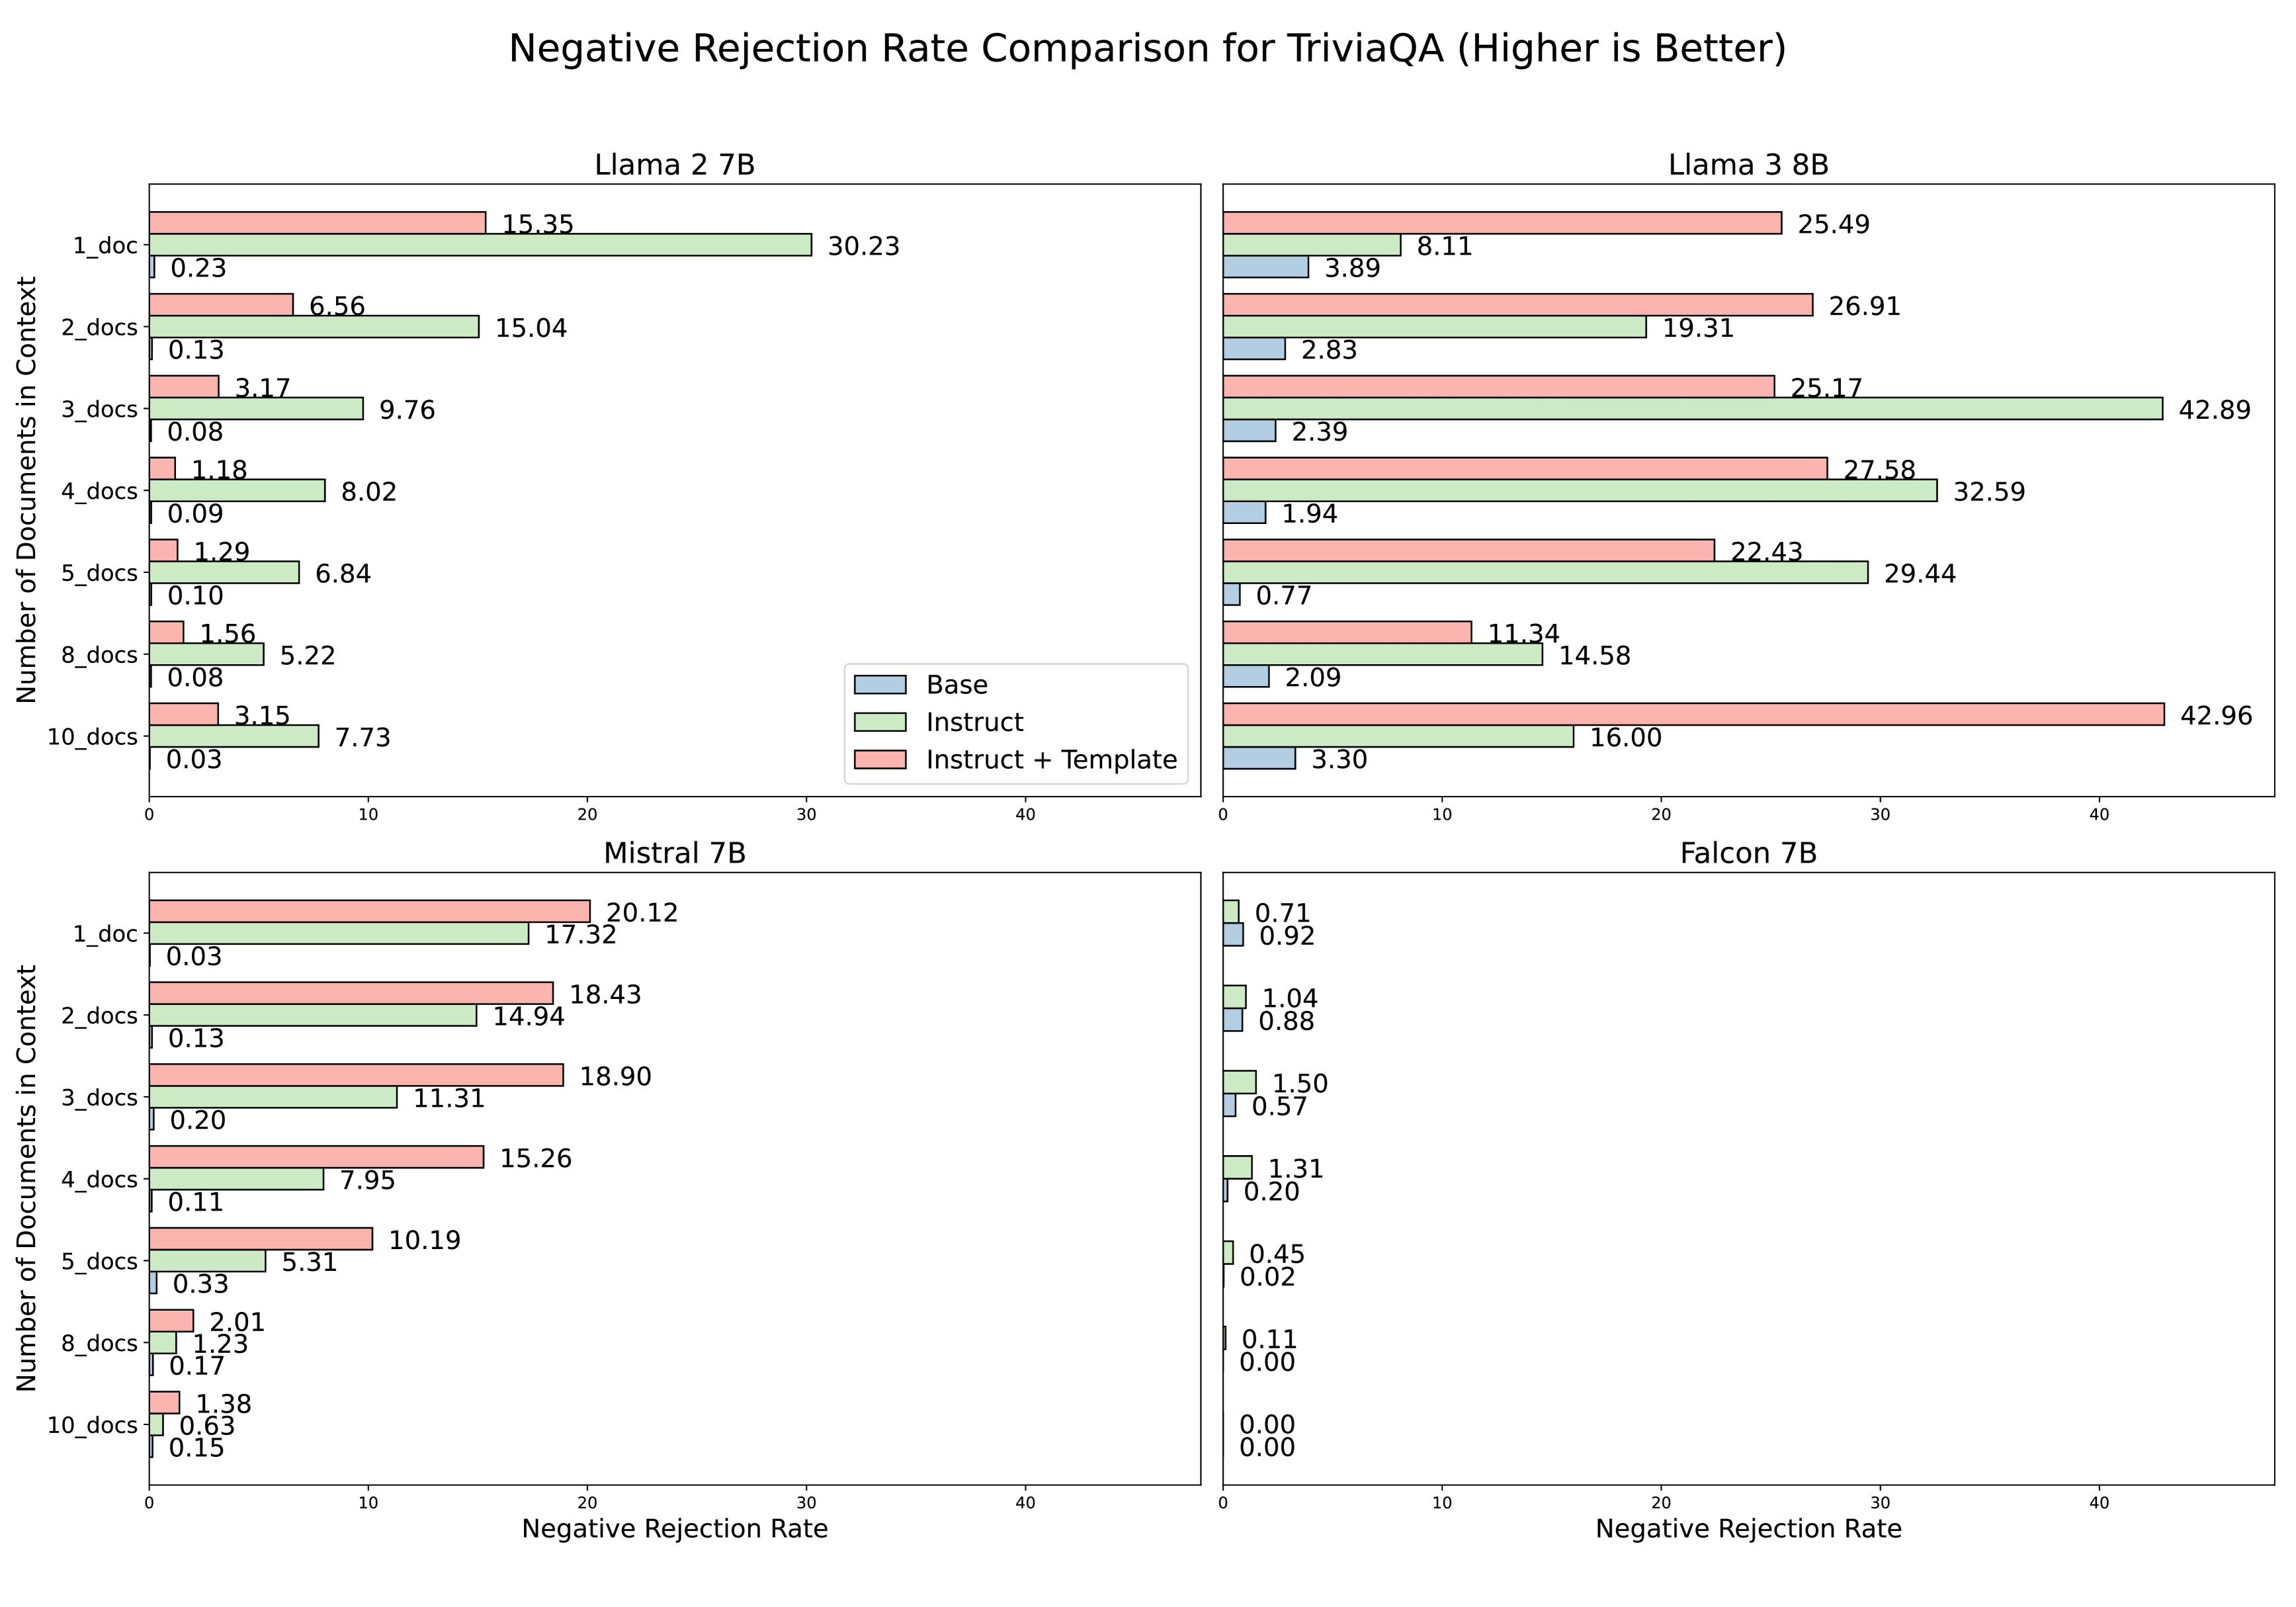 Negative Rejection Rate Comparison for TriviaQA (Higher is Better)
Llama 2 7B
Number of Documents in Context
1_doc
15.35
30.23
0.23
2_docs
6.56
15.04
0.13
3_docs
3.17
9.76
0.08
4_docs
1.18
8.02
0.09
5_docs
1.29
6.84
0.10
8_docs
1.56
5.22
0.08
10_docs
3.15
7.73
0.03
Base
Instruct
Instruct + Template
0 10 20 30 40
Llama 3 8B
25.49
8.11
3.89
26.91
19.31
2.83
25.17
42.89
2.39
27.58
32.59
1.94
22.43
29.44
0.77
11.34
14.58
2.09
42.96
16.00
3.30
0 10 20 30 40
Mistral 7B
Number of Documents in Context
1_doc
20.12
17.32
0.03
2_docs
18.43
14.94
0.13
3_docs
18.90
11.31
0.20
4_docs
15.26
7.95
0.11
5_docs
10.19
5.31
0.33
8_docs
2.01
1.23
0.17
10_docs
1.38
0.63
0.15
0 10 20 30 40
Negative Rejection Rate
Falcon 7B
0.71
0.92
1.04
0.88
1.50
0.57
1.31
0.20
0.45
0.02
0.11
0.00
0.00
0.00
0 10 20 30 40
Negative Rejection Rate